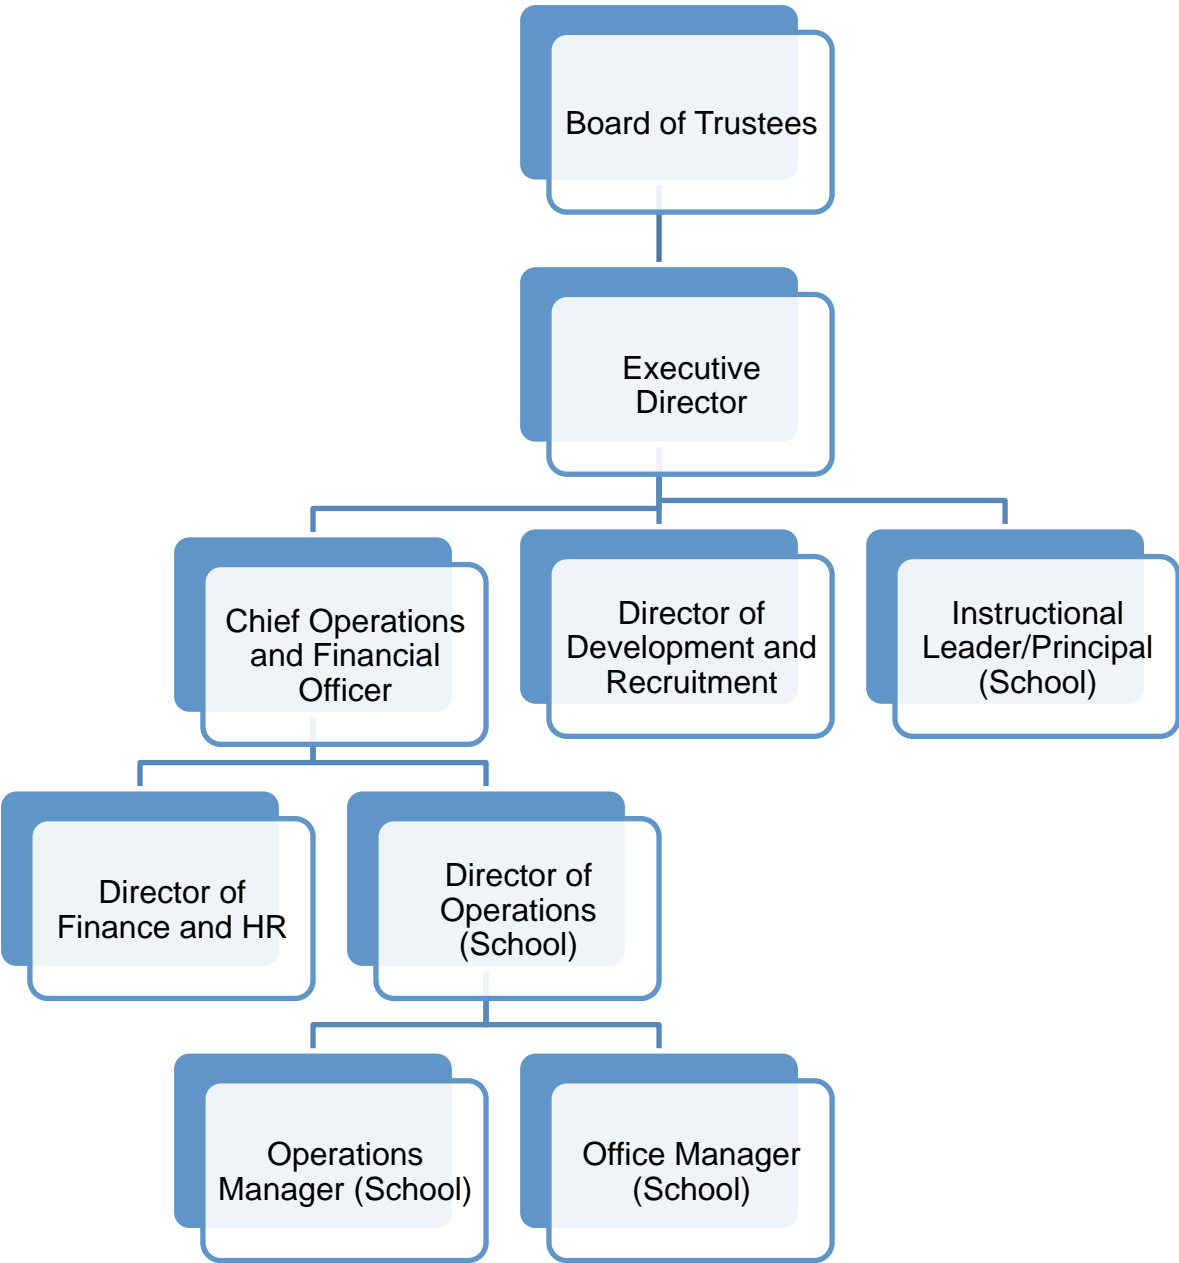 Board of Trustees
Executive
Director
Chief Operations
and Financial
Officer
Director of
Development and
Recruitment
Instructional
Leader/Principal
(School)
Director of
Finance and HR
Director of
Operations
(School)
Operations
Manager (School)
Office Manager
(School)